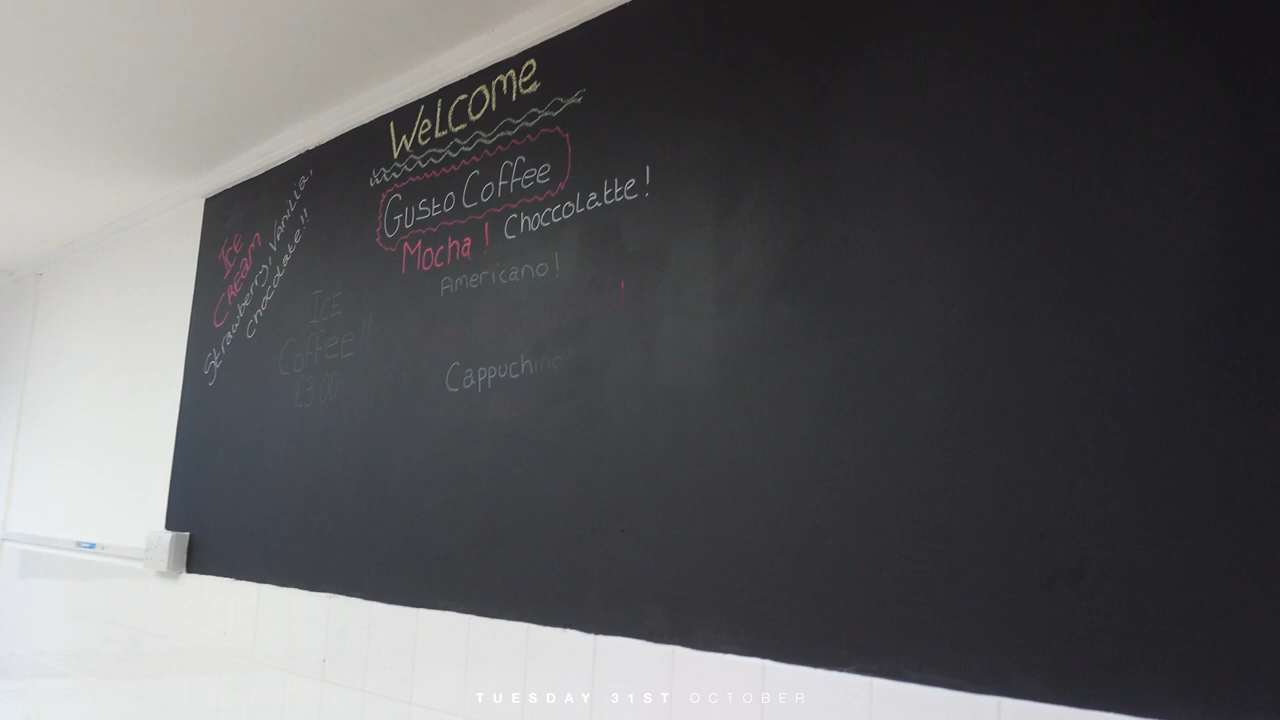 Welcome
Gusto Coffee
Mocha! Choccolatte!
Americano!
Cappuchino!
Ice
Cream
Strawberry, Vanilla,
Chocolate!!
Ice
Coffee!!
£3.00
TUESDAY 31ST OCTOBER